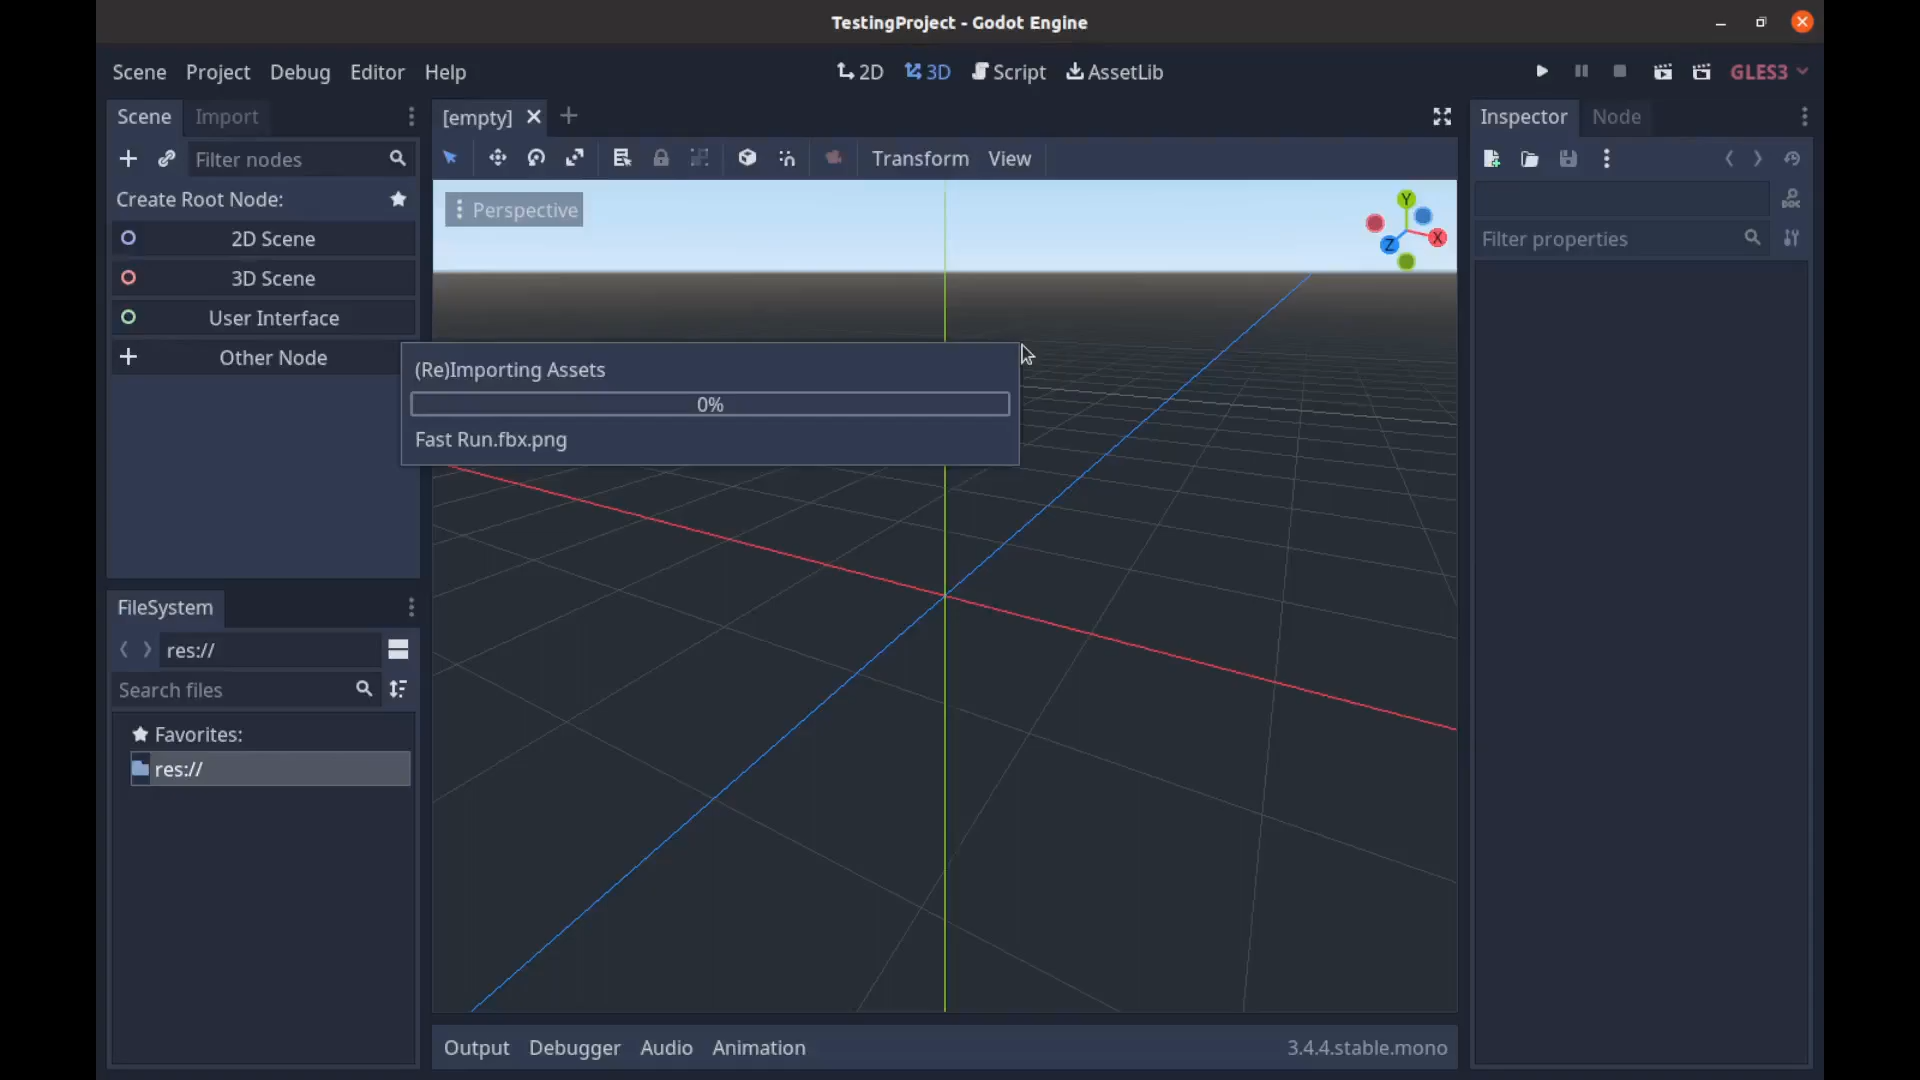 TestingProject - Godot Engine
Scene Project Debug Editor Help
2D 3D Script AssetLib
GLES3
Scene Import
Filter nodes
Create Root Node:
2D Scene
3D Scene
User Interface
Other Node
[empty]
Transform View
Perspective
Y
X
Z
(Re)Importing Assets
0%
Fast Run.fbx.png
FileSystem
res://
Search files
Favorites:
res://
Output Debugger Audio Animation
3.4.4.stable.mono
Inspector Node
DOC
Filter properties